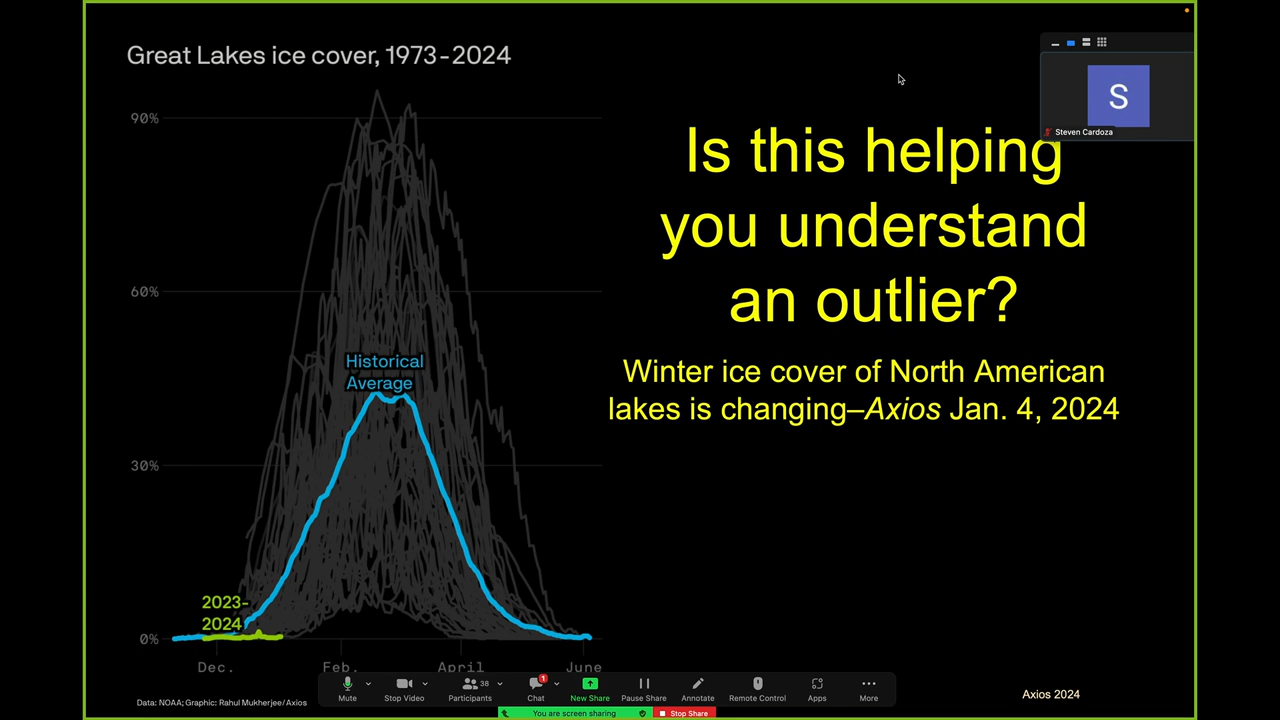 Great Lakes ice cover, 1973-2024
90%
60%
30%
0%
Historical
Average
2023-
2024
Dec.
Feb.
April
June
Data: NOAA; Graphic: Rahul Mukherjee/Axios
Is this helping
you understand
an outlier?
Winter ice cover of North American
lakes is changing–Axios Jan. 4, 2024
Axios 2024
S
Steven Cardoza
Mute
Stop Video
Participants
38
Chat
1
New Share
Pause Share
Annotate
Remote Control
Apps
More
You are screen sharing
Stop Share